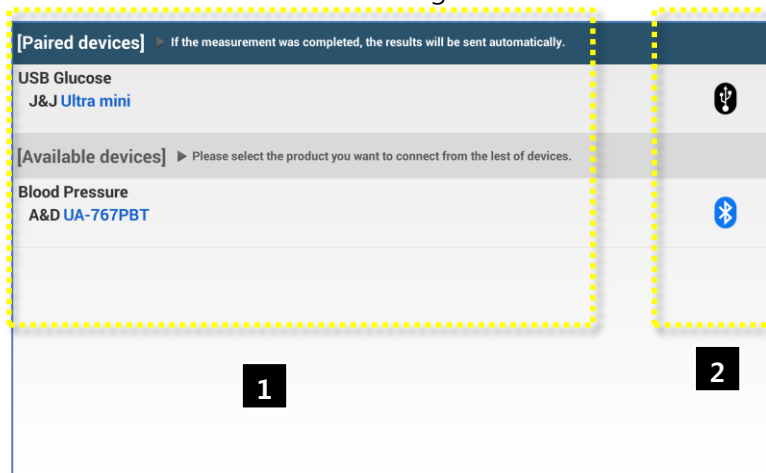 [Paired devices] ▶ If the measurement was completed, the results will be sent automatically.
USB Glucose
J&J Ultra mini
[Available devices] ▶ Please select the product you want to connect from the lest of devices.
Blood Pressure
A&D UA-767PBT
1
2